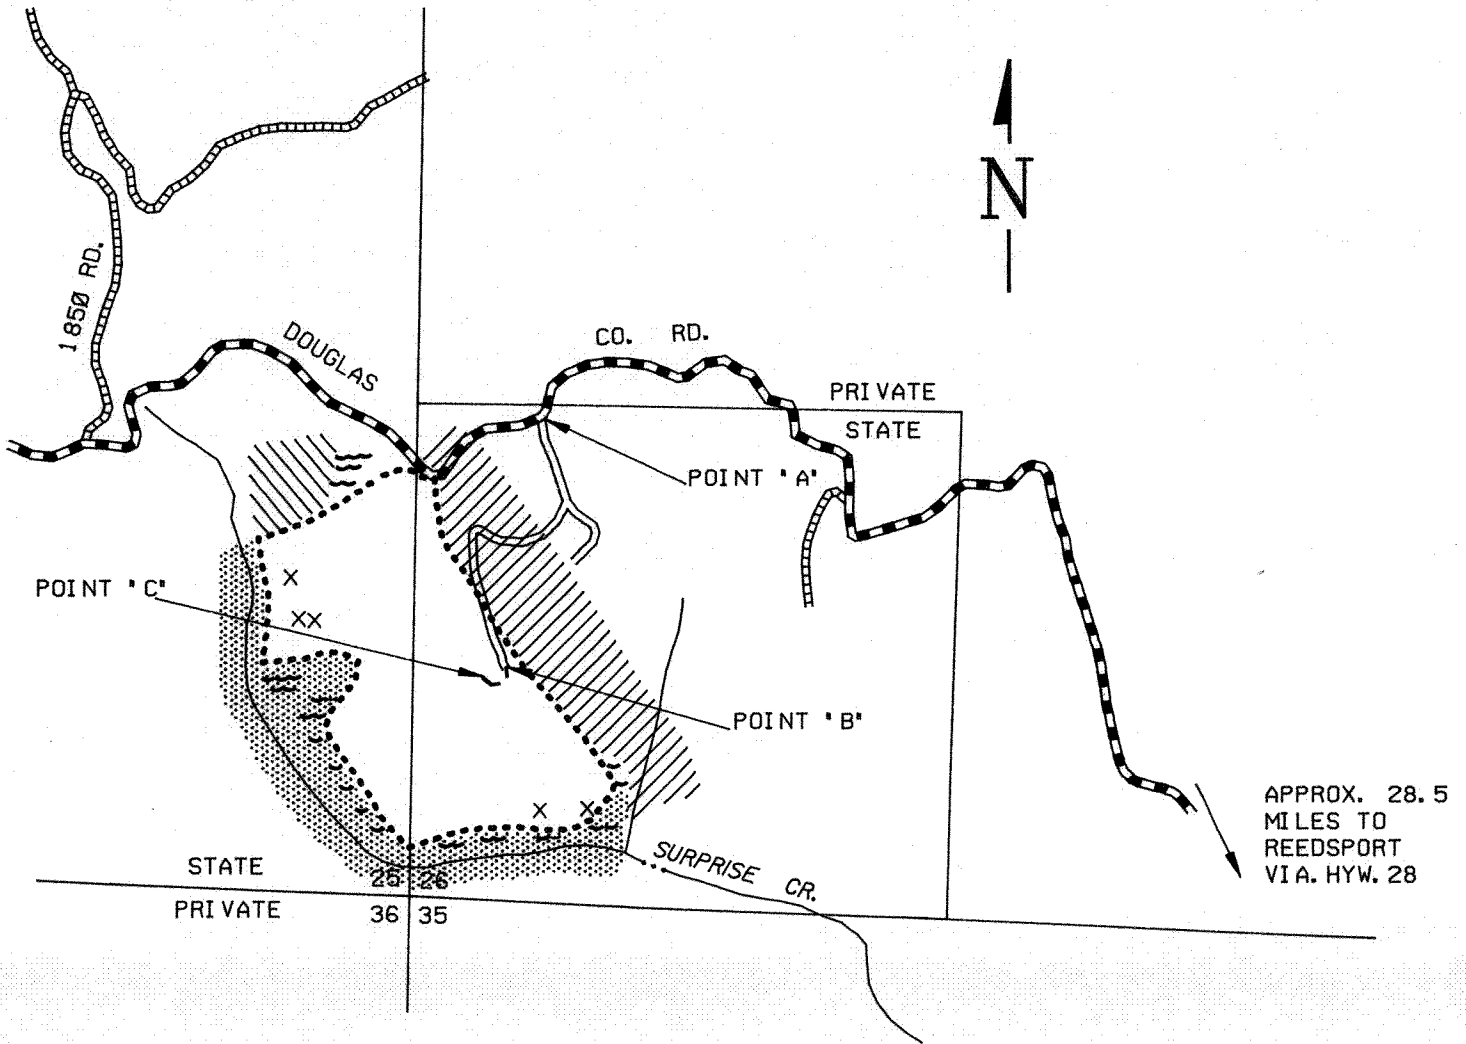 N
1850 RD.
DOUGLAS
CO. RD.
PRIVATE
STATE
POINT "A"
POINT "C"
POINT "B"
APPROX. 28.5
MILES TO
REEDSPORT
VIA. HYW. 28
SURPRISE CR.
STATE
25 26
PRIVATE
36 35
X
XX
X X